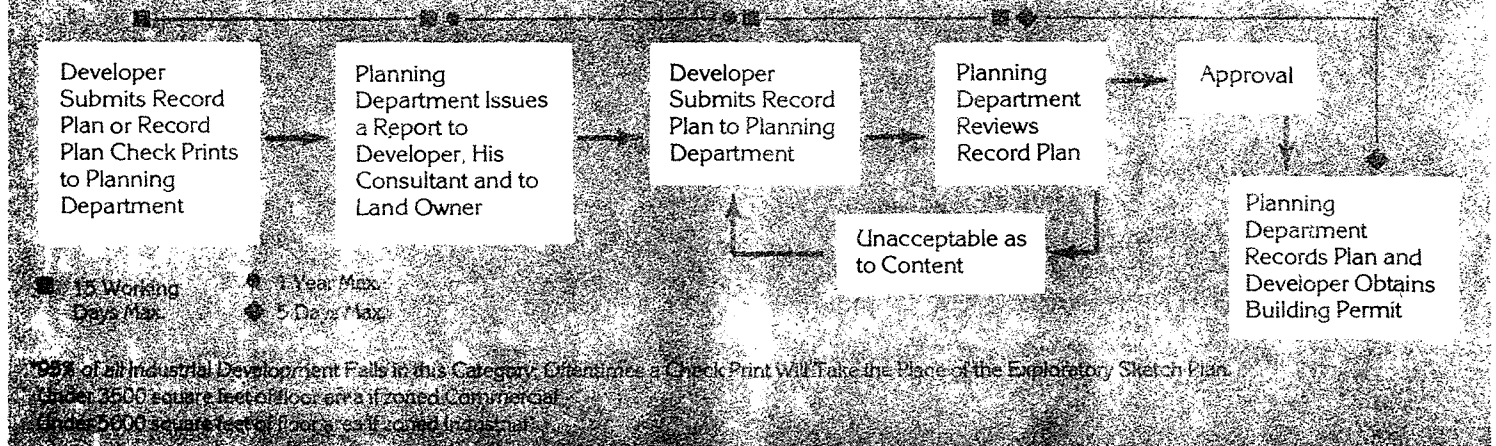 Developer
Submits Record
Plan or Record
Plan Check Prints
to Planning
Department
Planning
Department Issues
a Report to
Developer, His
Consultant and to
Land Owner
Developer
Submits Record
Plan to Planning
Department
Planning
Department
Reviews
Record Plan
Approval
Unacceptable as
to Content
Planning
Department
Records Plan and
Developer Obtains
Building Permit
15 Working
Days Max.
1 Year Max.
5 Days Max.
*95% of all Industrial Development Falls in this Category. Oftentimes a Check Print Will Take the Place of the Exploratory Sketch Plan.
Under 3500 square feet of floor area if zoned Commercial
Under 5000 square feet of floor area if zoned Industrial